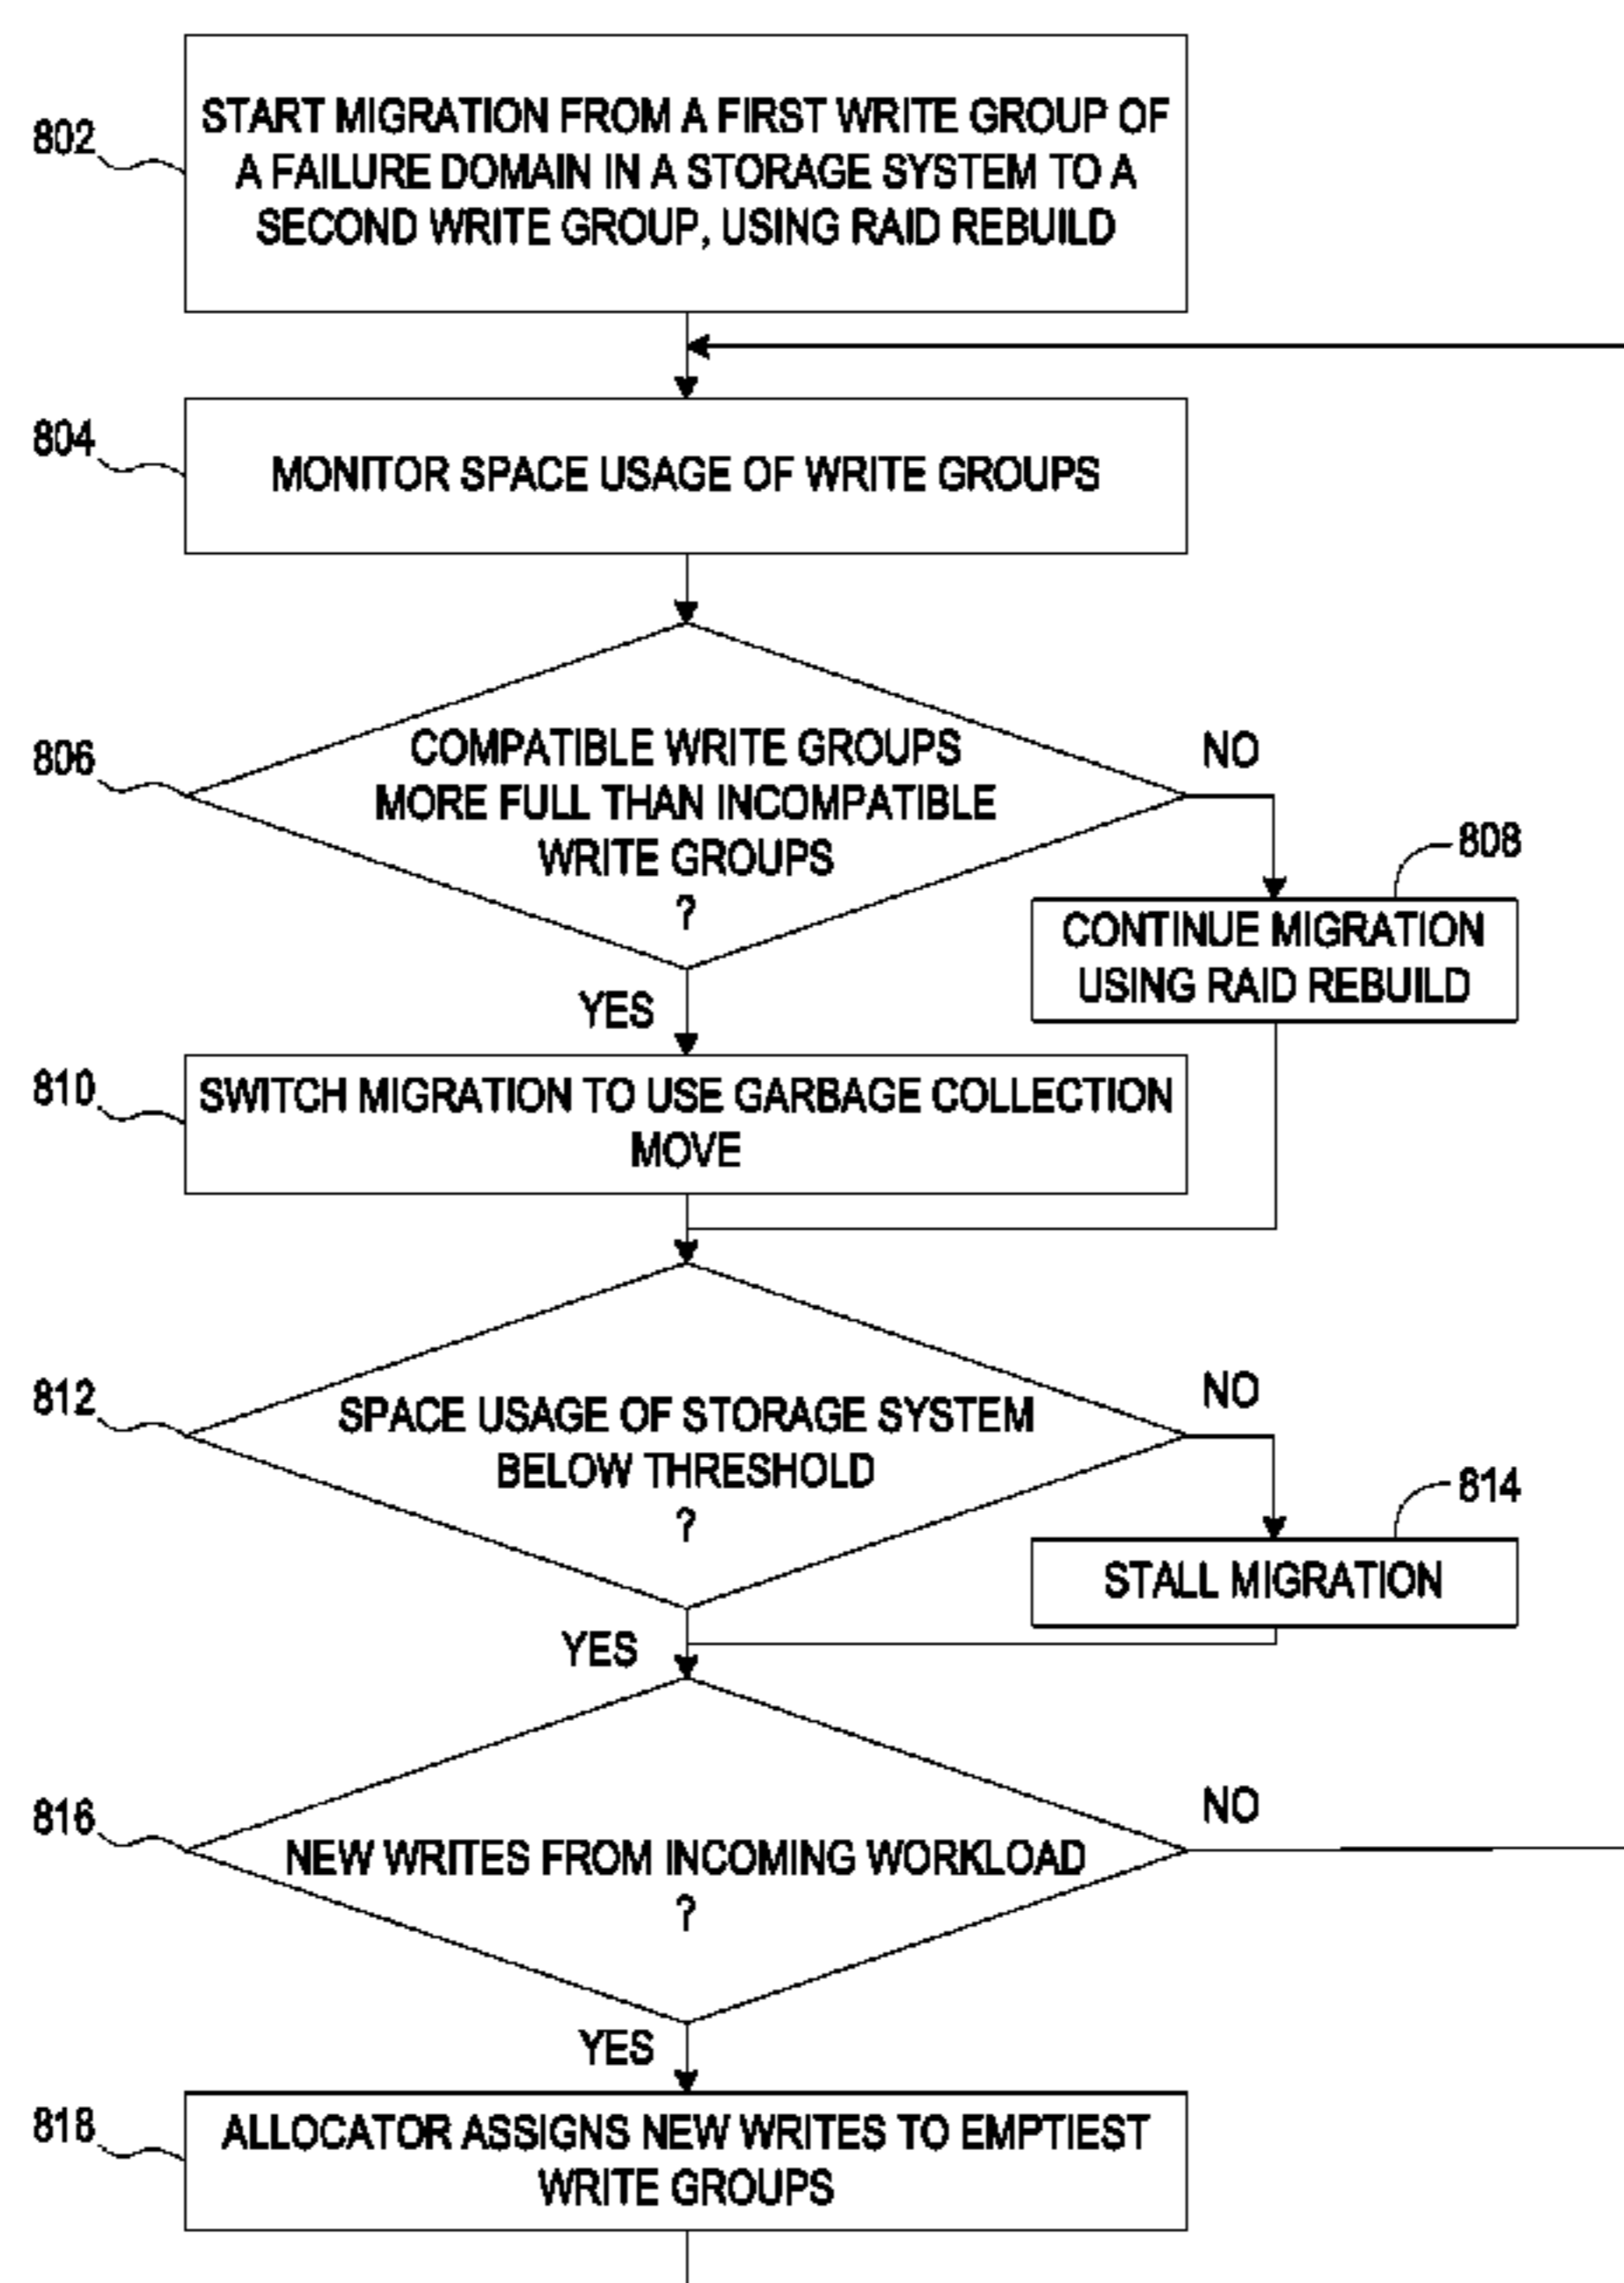 802
START MIGRATION FROM A FIRST WRITE GROUP OF
A FAILURE DOMAIN IN A STORAGE SYSTEM TO A
SECOND WRITE GROUP, USING RAID REBUILD
804
MONITOR SPACE USAGE OF WRITE GROUPS
806
COMPATIBLE WRITE GROUPS
MORE FULL THAN INCOMPATIBLE
WRITE GROUPS
?
NO
808
CONTINUE MIGRATION
USING RAID REBUILD
YES
810
SWITCH MIGRATION TO USE GARBAGE COLLECTION
MOVE
812
SPACE USAGE OF STORAGE SYSTEM
BELOW THRESHOLD
?
NO
814
STALL MIGRATION
YES
816
NEW WRITES FROM INCOMING WORKLOAD
?
NO
YES
818
ALLOCATOR ASSIGNS NEW WRITES TO EMPTIEST
WRITE GROUPS